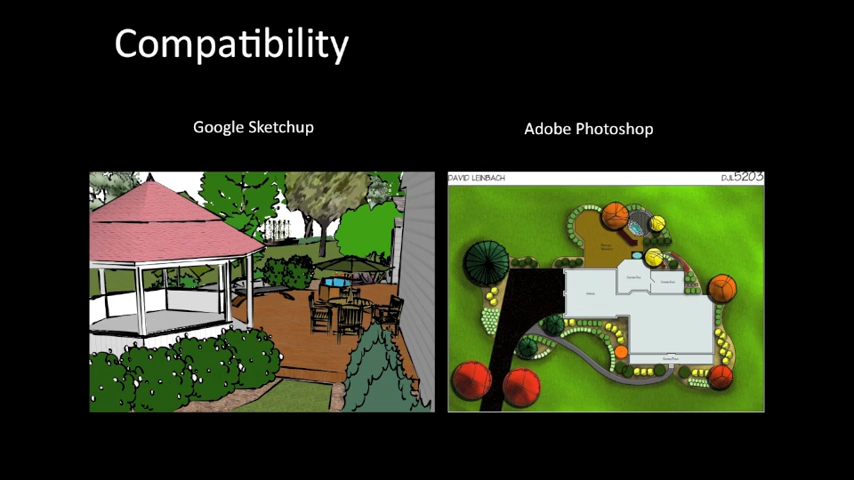 Compatibility
Google Sketchup
Adobe Photoshop
DAVID LEINBACH
DJL5203